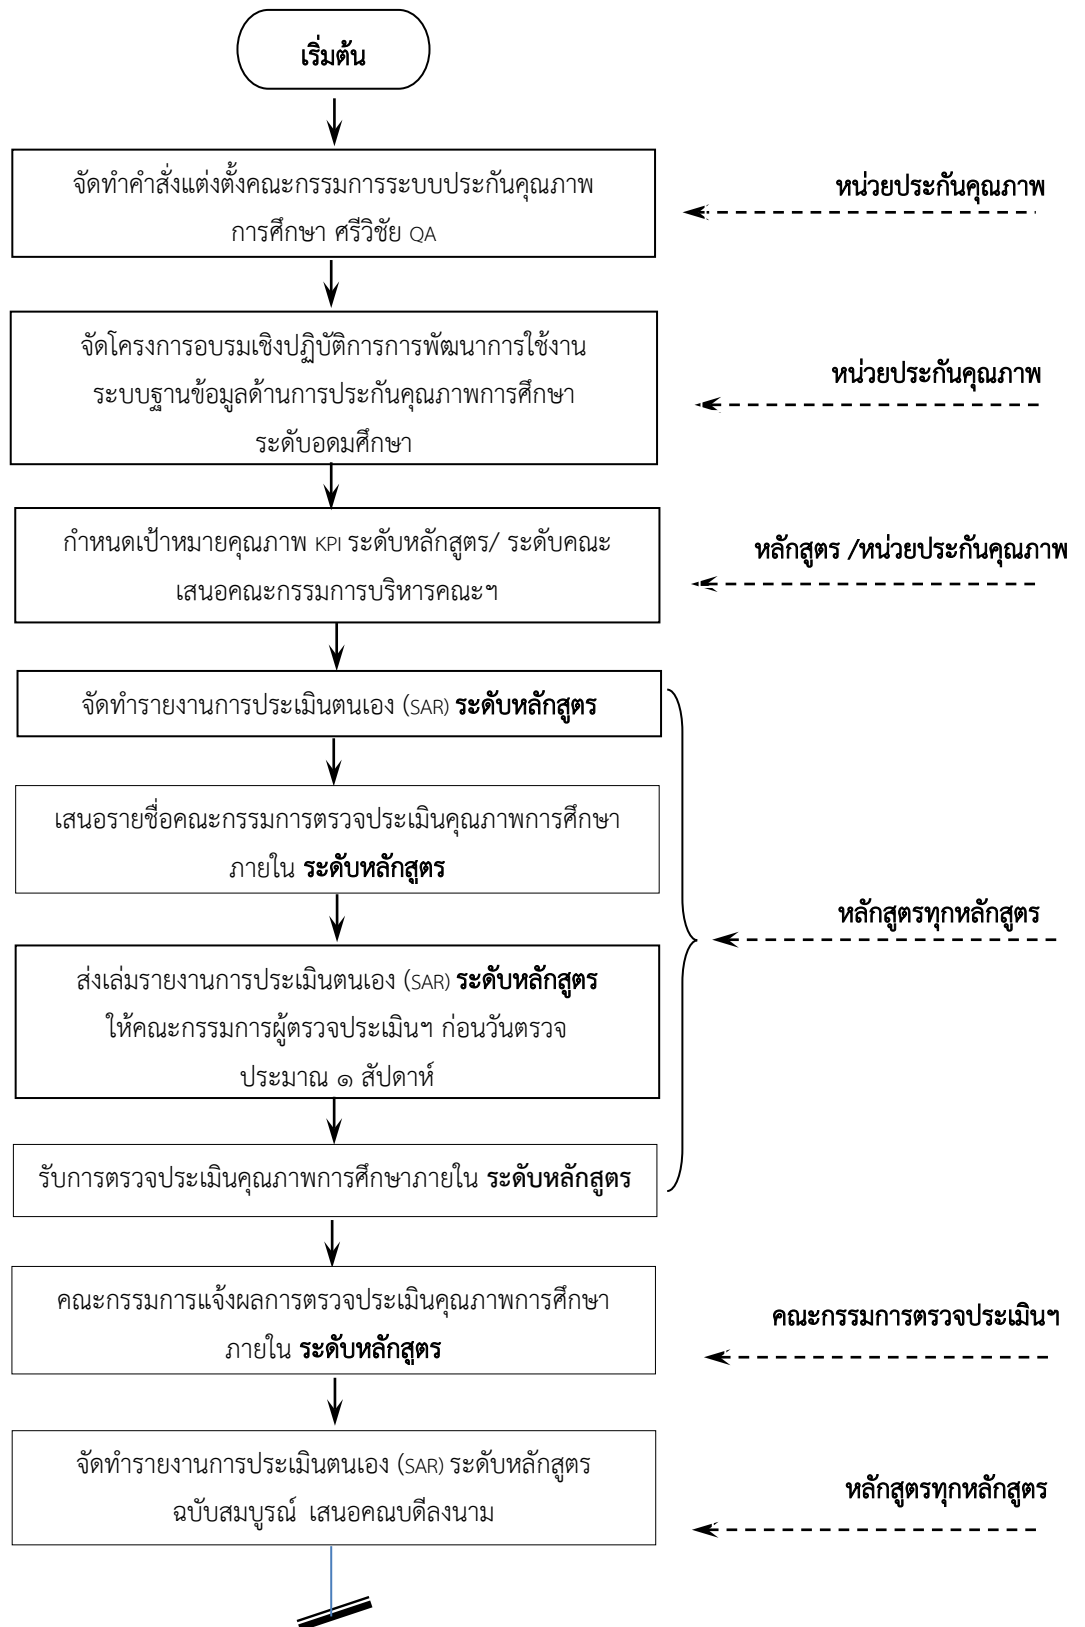 เริ่มต้น
จัดทำคำสั่งแต่งตั้งคณะกรรมการระบบประกันคุณภาพ
การศึกษา ศรีวิชัย QA
หน่วยประกันคุณภาพ
จัดโครงการอบรมเชิงปฏิบัติการการพัฒนาการใช้งาน
ระบบฐานข้อมูลด้านการประกันคุณภาพการศึกษา
ระดับอดมศึกษา
หน่วยประกันคุณภาพ
กำหนดเป้าหมายคุณภาพ KPI ระดับหลักสูตร/ ระดับคณะ
เสนอคณะกรรมการบริหารคณะฯ
หลักสูตร /หน่วยประกันคุณภาพ
จัดทำรายงานการประเมินตนเอง (SAR) ระดับหลักสูตร
เสนอรายชื่อคณะกรรมการตรวจประเมินคุณภาพการศึกษา
ภายใน ระดับหลักสูตร
หลักสูตรทุกหลักสูตร
ส่งเล่มรายงานการประเมินตนเอง (SAR) ระดับหลักสูตร
ให้คณะกรรมการผู้ตรวจประเมินฯ ก่อนวันตรวจ
ประมาณ ๑ สัปดาห์
รับการตรวจประเมินคุณภาพการศึกษาภายใน ระดับหลักสูตร
คณะกรรมการแจ้งผลการตรวจประเมินคุณภาพการศึกษา
ภายใน ระดับหลักสูตร
คณะกรรมการตรวจประเมินฯ
จัดทำรายงานการประเมินตนเอง (SAR) ระดับหลักสูตร
ฉบับสมบูรณ์ เสนอคณบดีลงนาม
หลักสูตรทุกหลักสูตร